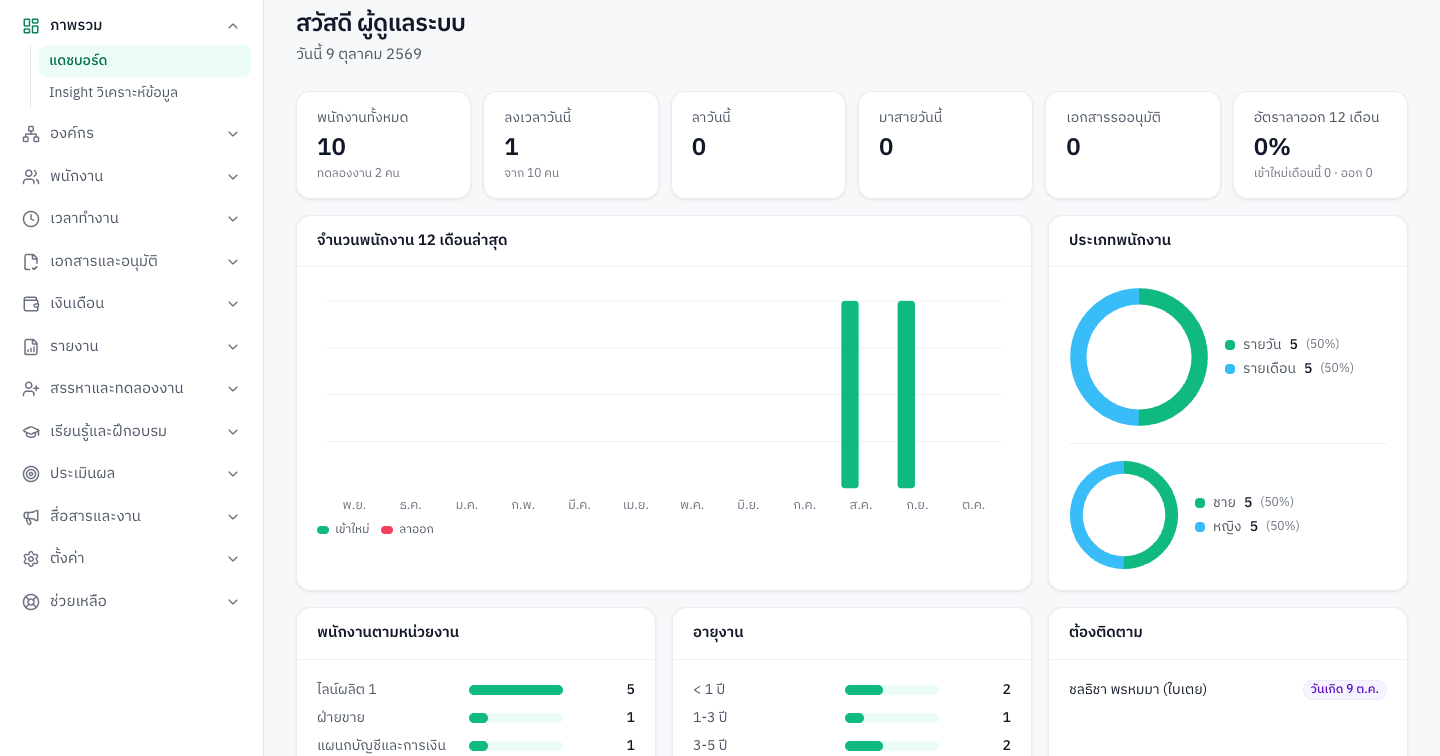 ภาพรวม
แดชบอร์ด
Insight วิเคราะห์ข้อมูล
องค์กร
พนักงาน
เวลาทำงาน
เอกสารและอนุมัติ
เงินเดือน
รายงาน
สรรหาและทดลองงาน
เรียนรู้และฝึกอบรม
ประเมินผล
สื่อสารและงาน
ตั้งค่า
ช่วยเหลือ
สวัสดี ผู้ดูแลระบบ
วันนี้ 9 ตุลาคม 2569
พนักงานทั้งหมด
10
ทดลองงาน 2 คน
ลงเวลาวันนี้
1
จาก 10 คน
ลาวันนี้
0
มาสายวันนี้
0
เอกสารรออนุมัติ
0
อัตราลาออก 12 เดือน
0%
เข้าใหม่เดือนนี้ 0 · ออก 0
จำนวนพนักงาน 12 เดือนล่าสุด
พ.ย. ธ.ค. ม.ค. ก.พ. มี.ค. เม.ย. พ.ค. มิ.ย. ก.ค. ส.ค. ก.ย. ต.ค.
เข้าใหม่ ลาออก
ประเภทพนักงาน
รายวัน 5 (50%)
รายเดือน 5 (50%)
ชาย 5 (50%)
หญิง 5 (50%)
พนักงานตามหน่วยงาน
ไลน์ผลิต 1 5
ฝ่ายขาย 1
แผนกบัญชีและการเงิน 1
อายุงาน
< 1 ปี 2
1-3 ปี 1
3-5 ปี 2
ต้องติดตาม
ชลธิชา พรหมมา (ใบเตย) วันเกิด 9 ต.ค.